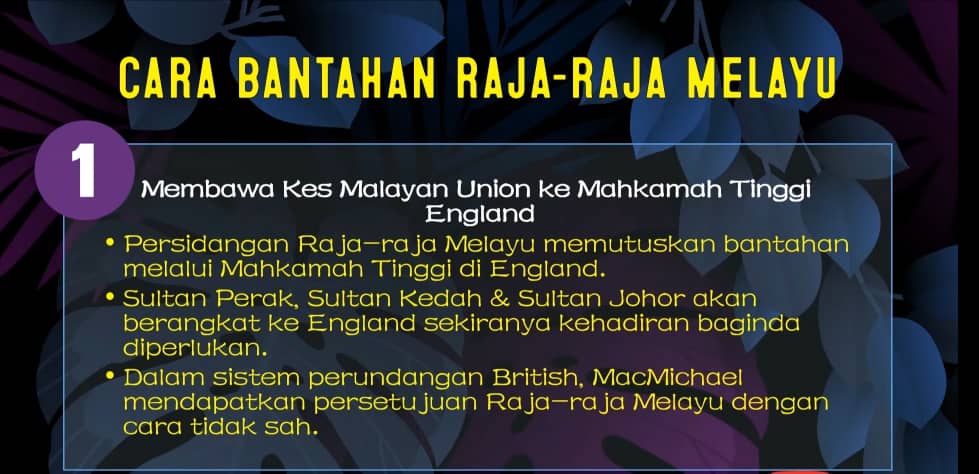 CARA BANTAHAN RAJA-RAJA MELAYU
1
Membawa Kes Malayan Union ke Mahkamah Tinggi
England
• Persidangan Raja-raja Melayu memutuskan bantahan
melalui Mahkamah Tinggi di England.
• Sultan Perak, Sultan Kedah & Sultan Johor akan
berangkat ke England sekiranya kehadiran baginda
diperlukan.
• Dalam sistem perundangan British, MacMichael
mendapatkan persetujuan Raja-raja Melayu dengan
cara tidak sah.